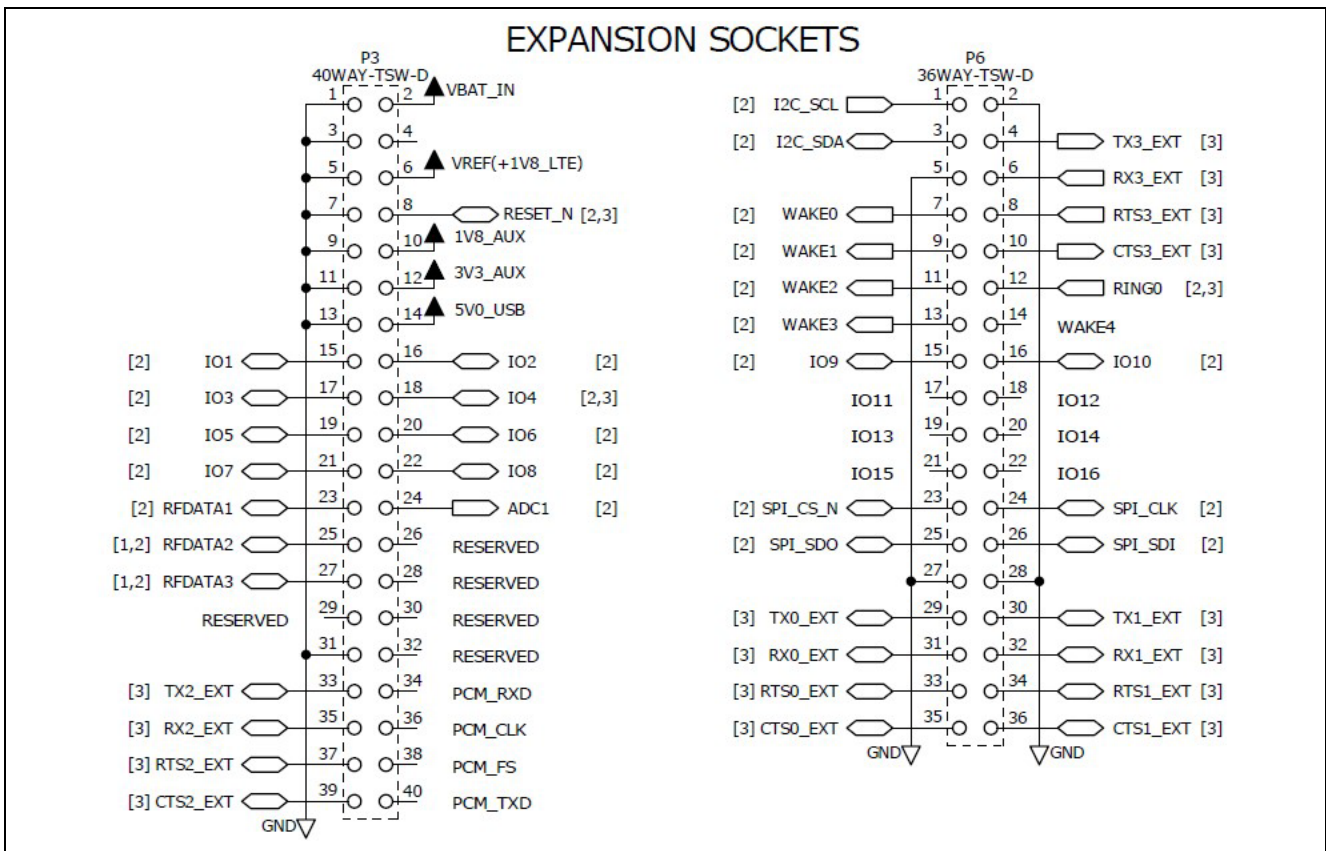 EXPANSION SOCKETS
P3
40WAY-TSW-D
1 2 VBAT_IN
3 4
5 6 VREF(+1V8_LTE)
7 8 RESET_N [2,3]
9 10 1V8_AUX
11 12 3V3_AUX
13 14 5V0_USB
[2] IO1 15 16 IO2 [2]
[2] IO3 17 18 IO4 [2,3]
[2] IO5 19 20 IO6 [2]
[2] IO7 21 22 IO8 [2]
[2] RFDATA1 23 24 ADC1 [2]
[1,2] RFDATA2 25 26 RESERVED
[1,2] RFDATA3 27 28 RESERVED
RESERVED 29 30 RESERVED
31 32 RESERVED
[3] TX2_EXT 33 34 PCM_RXD
[3] RX2_EXT 35 36 PCM_CLK
[3] RTS2_EXT 37 38 PCM_FS
[3] CTS2_EXT 39 40 PCM_TXD
GND
P6
36WAY-TSW-D
[2] I2C_SCL 1 2
[2] I2C_SDA 3 4 TX3_EXT [3]
5 6 RX3_EXT [3]
[2] WAKE0 7 8 RTS3_EXT [3]
[2] WAKE1 9 10 CTS3_EXT [3]
[2] WAKE2 11 12 RING0 [2,3]
[2] WAKE3 13 14 WAKE4
[2] IO9 15 16 IO10 [2]
IO11 17 18 IO12
IO13 19 20 IO14
IO15 21 22 IO16
[2] SPI_CS_N 23 24 SPI_CLK [2]
[2] SPI_SDO 25 26 SPI_SDI [2]
27 28
[3] TX0_EXT 29 30 TX1_EXT [3]
[3] RX0_EXT 31 32 RX1_EXT [3]
[3] RTS0_EXT 33 34 RTS1_EXT [3]
[3] CTS0_EXT 35 36 CTS1_EXT [3]
GND GND